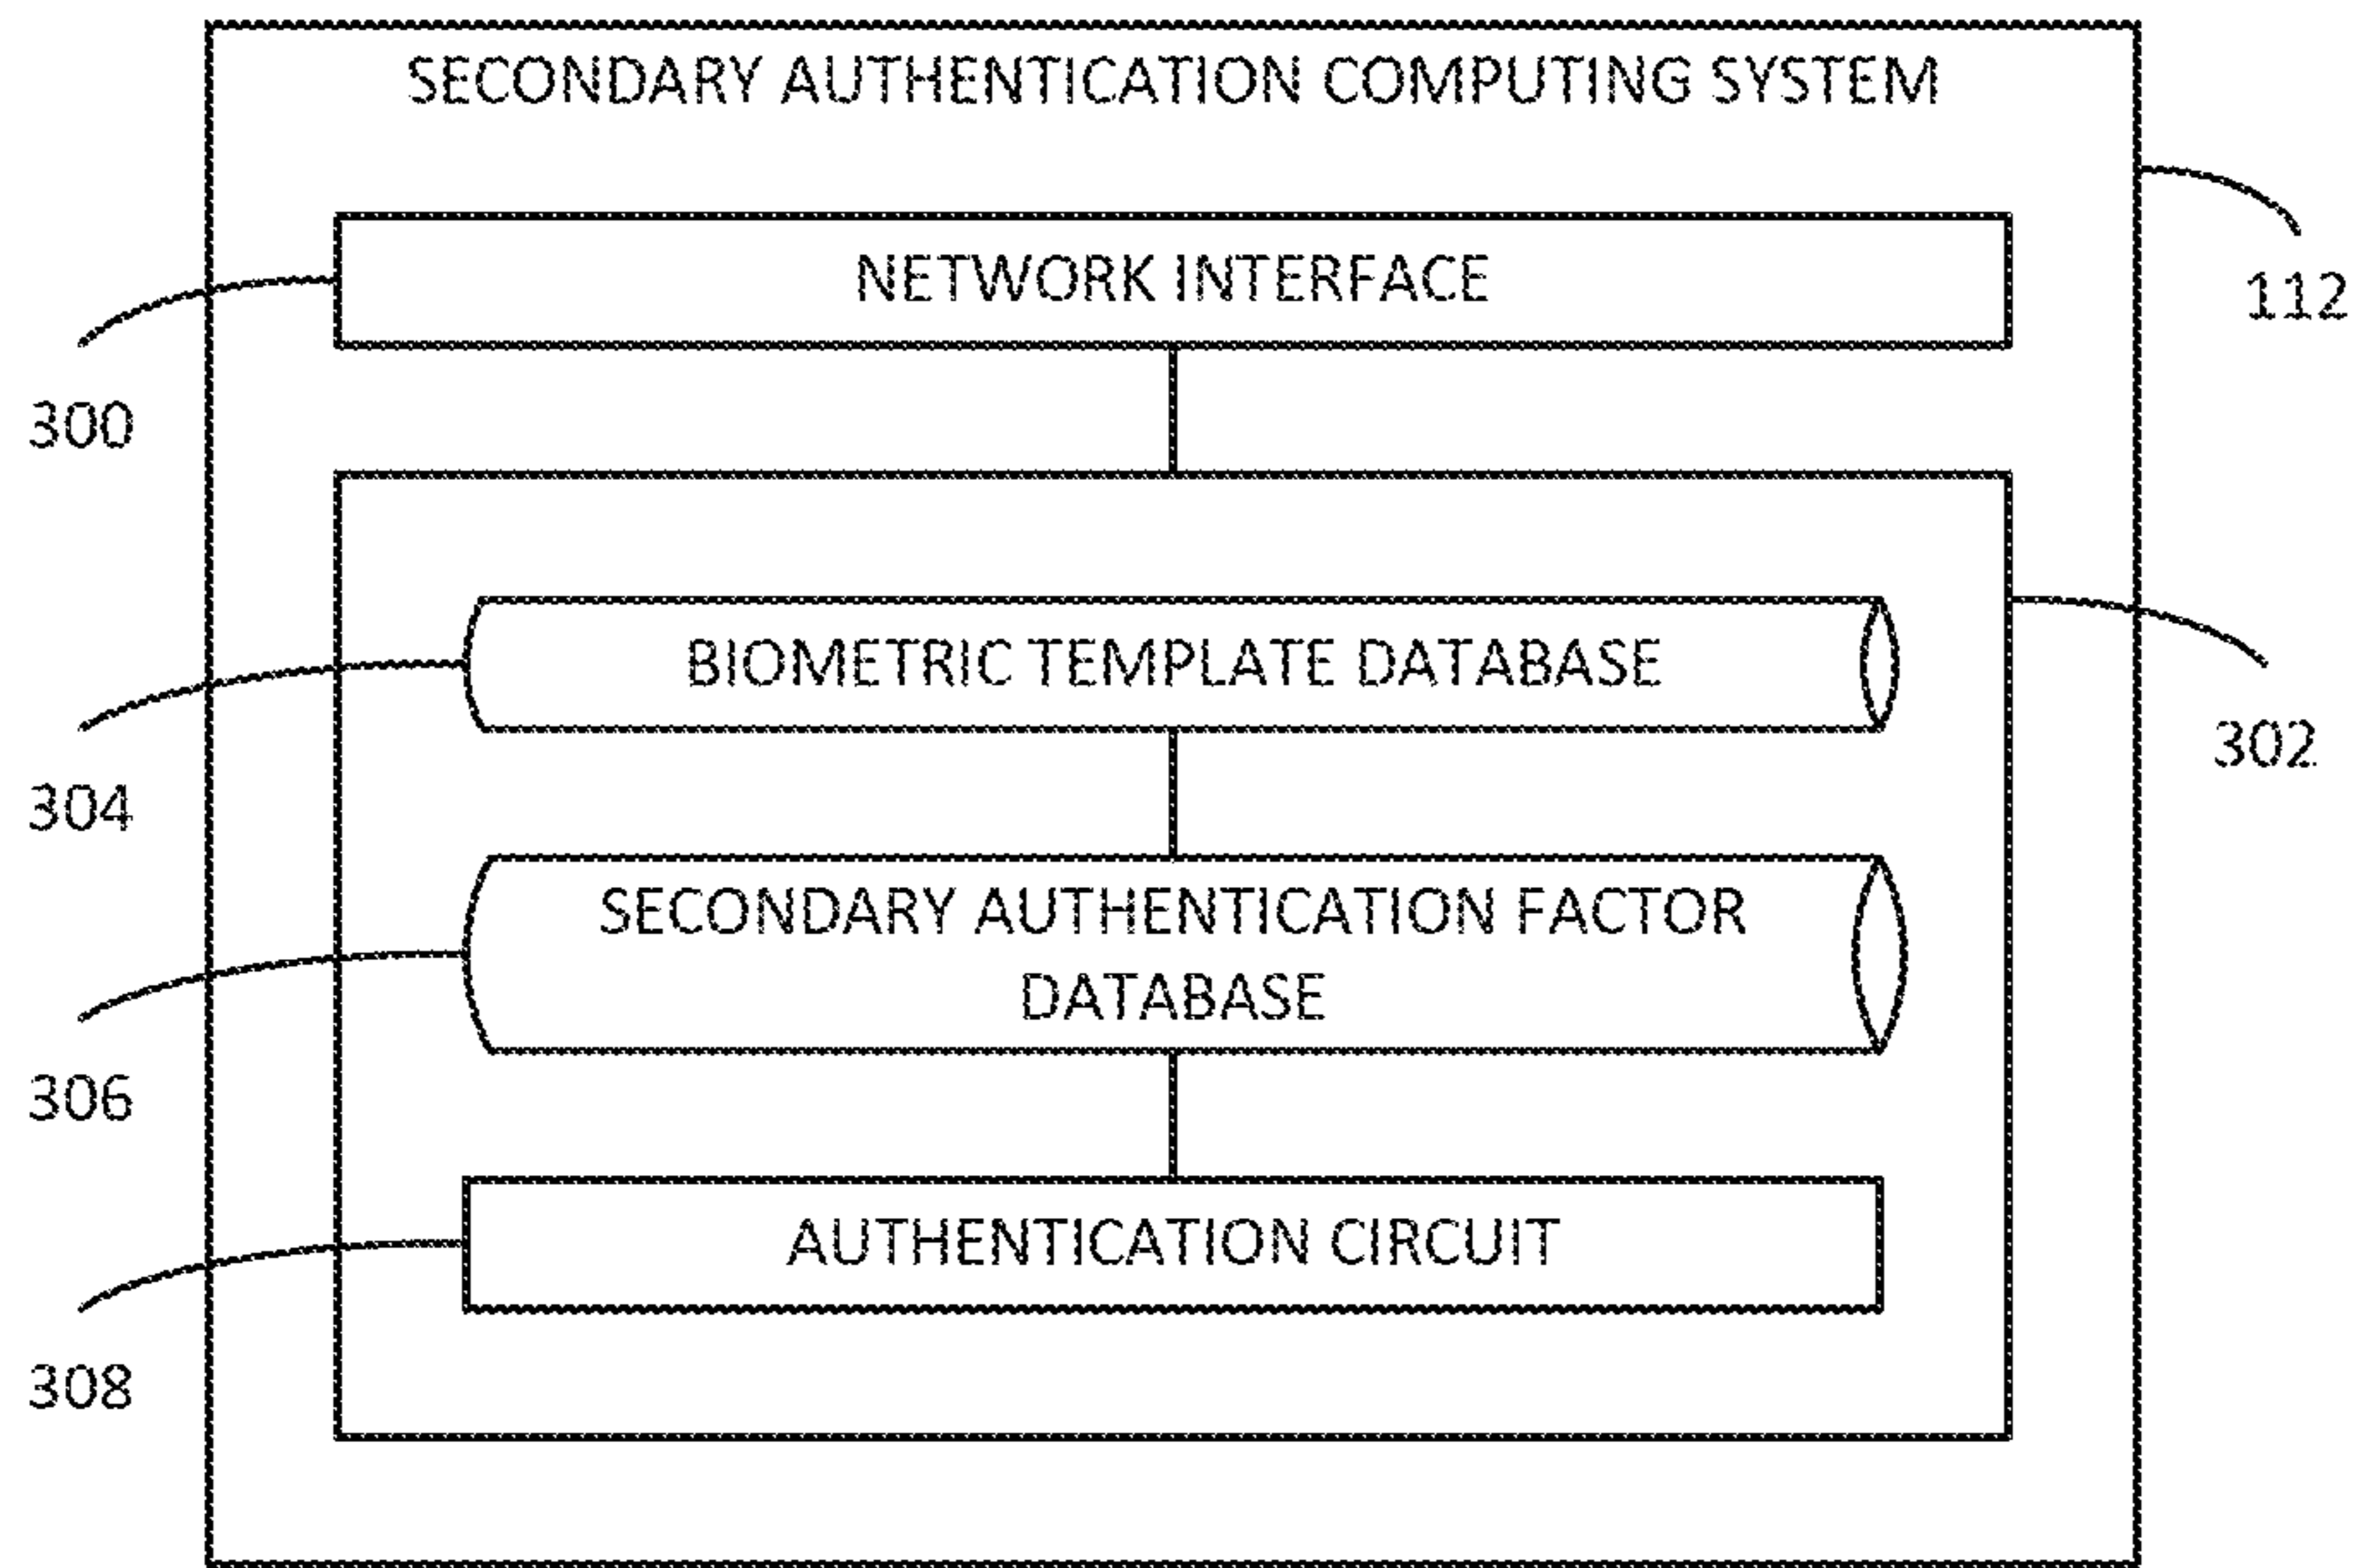 SECONDARY AUTHENTICATION COMPUTING SYSTEM
NETWORK INTERFACE
112
300
BIOMETRIC TEMPLATE DATABASE
302
304
SECONDARY AUTHENTICATION FACTOR
DATABASE
306
AUTHENTICATION CIRCUIT
308